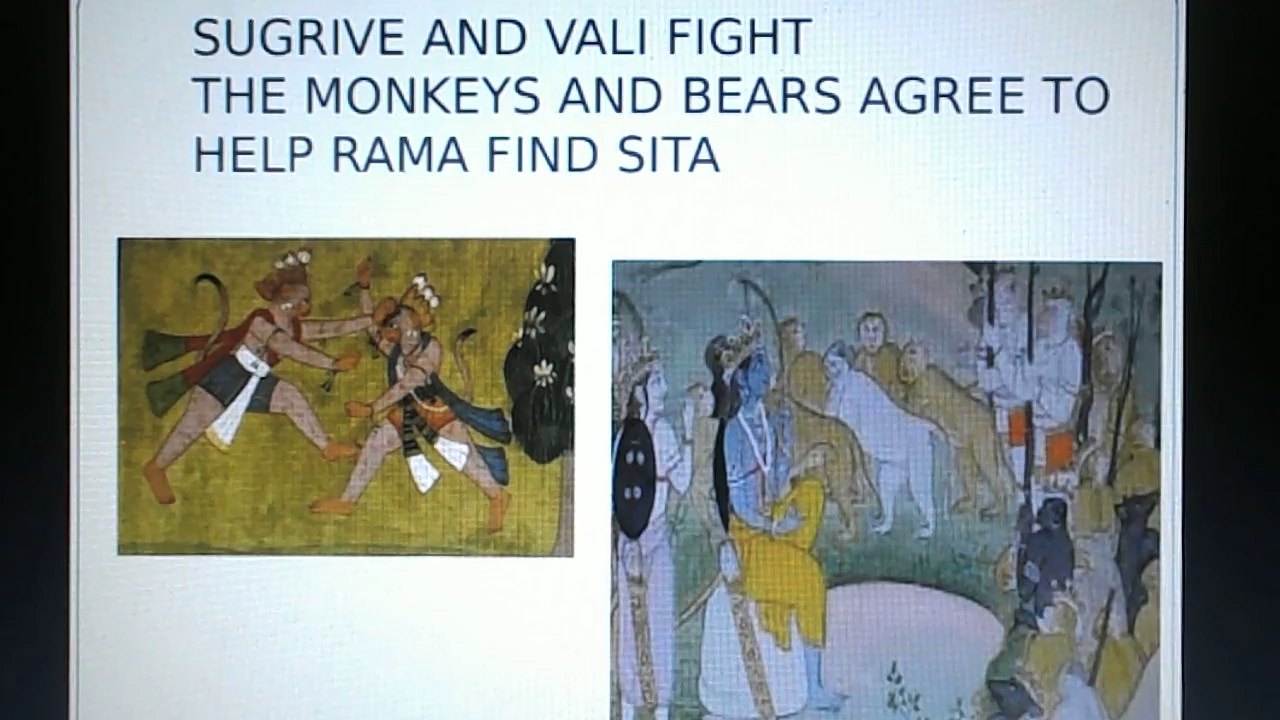 SUGRIVE AND VALI FIGHT
THE MONKEYS AND BEARS AGREE TO
HELP RAMA FIND SITA